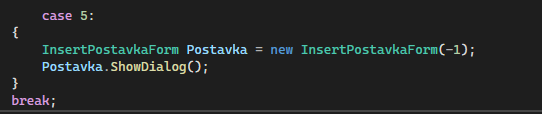 case 5:
{
InsertPostavkaForm Postavka = new InsertPostavkaForm(-1);
Postavka.ShowDialog();
}
break;